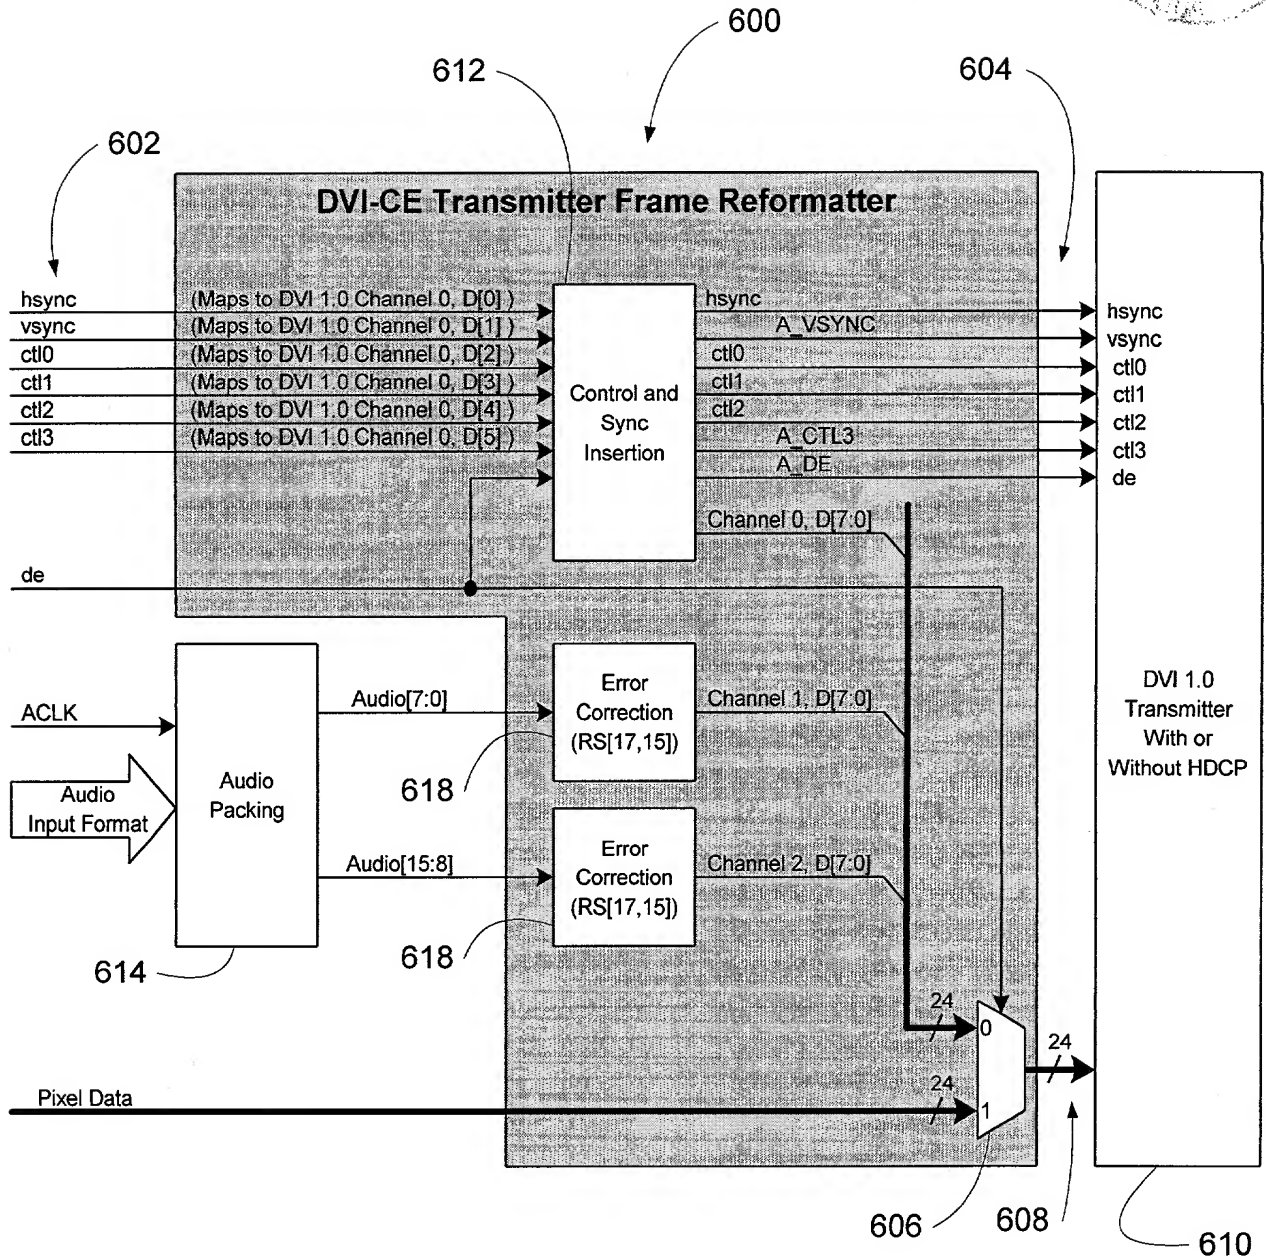 600
612
604
602
DVI-CE Transmitter Frame Reformatter
hsync
(Maps to DVI 1.0 Channel 0, D[0] )
vsync
(Maps to DVI 1.0 Channel 0, D[1] )
ctl0
(Maps to DVI 1.0 Channel 0, D[2] )
ctl1
(Maps to DVI 1.0 Channel 0, D[3] )
ctl2
(Maps to DVI 1.0 Channel 0, D[4] )
ctl3
(Maps to DVI 1.0 Channel 0, D[5] )
Control and
Sync
Insertion
hsync
A_VSYNC
ctl0
ctl1
ctl2
A_CTL3
A_DE
Channel 0, D[7:0]
hsync
vsync
ctl0
ctl1
ctl2
ctl3
de
de
ACLK
Audio
Input Format
Audio
Packing
614
Audio[7:0]
Audio[15:8]
Error
Correction
(RS[17,15])
618
Channel 1, D[7:0]
Error
Correction
(RS[17,15])
618
Channel 2, D[7:0]
DVI 1.0
Transmitter
With or
Without HDCP
24
0
24
Pixel Data
24
1
606
608
610